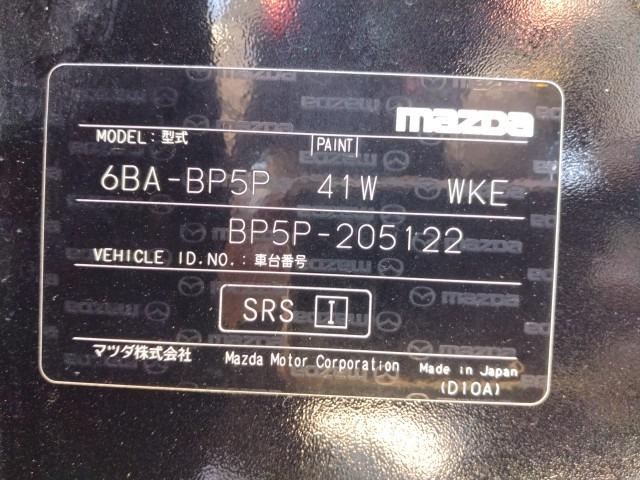 mazda
MODEL: 型式 PAINT
6BA-BP5P 41W WKE
BP5P-205122
VEHICLE ID.NO.: 車台番号
SRS I
マツダ株式会社 Mazda Motor Corporation Made in Japan
(D10A)